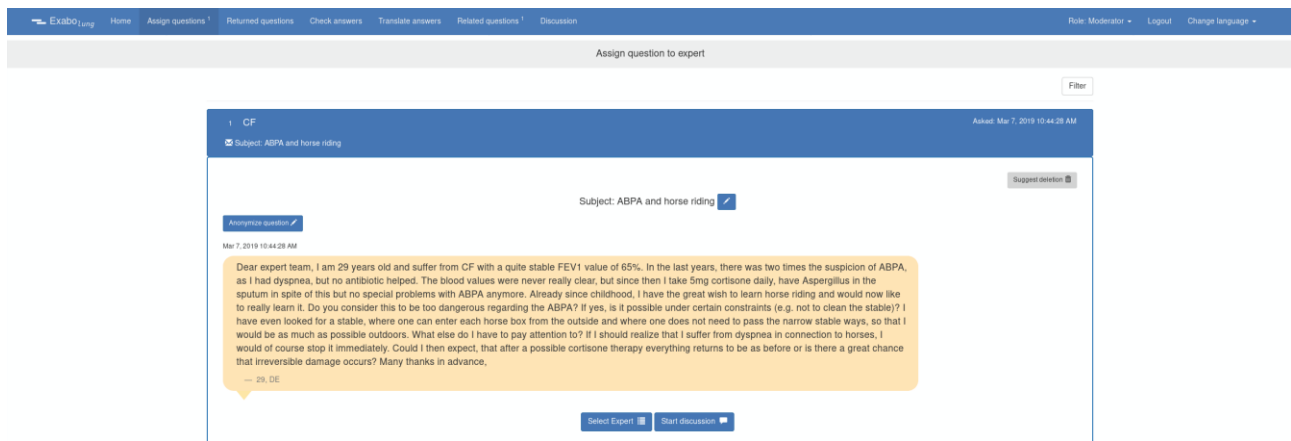 Exabo Lung Home Assign questions 1 Returned questions Check answers Translate answers Related questions 1 Discussion Role: Moderator Logout Change language
Assign question to expert
Filter
1 CF Asked: Mar 7, 2019 10:44:28 AM
Subject: ABPA and horse riding
Suggest deletion
Subject: ABPA and horse riding
Anonymize question
Mar 7, 2019 10:44:28 AM
Dear expert team, I am 29 years old and suffer from CF with a quite stable FEV1 value of 65%. In the last years, there was two times the suspicion of ABPA,
as I had dyspnea, but no antibiotic helped. The blood values were never really clear, but since then I take 5mg cortisone daily, have Aspergillus in the
sputum in spite of this but no special problems with ABPA anymore. Already since childhood, I have the great wish to learn horse riding and would now like
to really learn it. Do you consider this to be too dangerous regarding the ABPA? If yes, is it possible under certain constraints (e.g. not to clean the stable)? I
have even looked for a stable, where one can enter each horse box from the outside and where one does not need to pass the narrow stable ways, so that I
would be as much as possible outdoors. What else do I have to pay attention to? If I should realize that I suffer from dyspnea in connection to horses, I
would of course stop it immediately. Could I then expect, that after a possible cortisone therapy everything returns to be as before or is there a great chance
that irreversible damage occurs? Many thanks in advance,
— 29, DE
Select Expert Start discussion